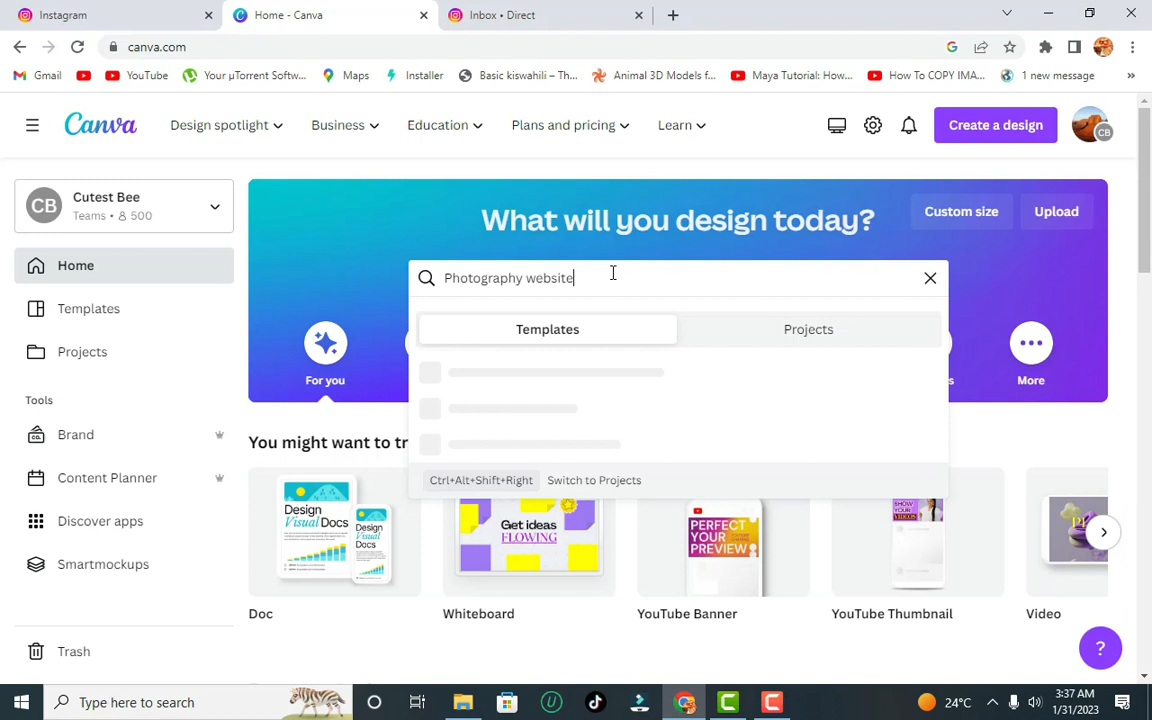 Instagram
Home - Canva
Inbox • Direct
canva.com
Gmail
YouTube
Your µTorrent Softw...
Maps
Installer
Basic kiswahili – Th...
Animal 3D Models f...
Maya Tutorial: How...
How To COPY IMA...
1 new message
Canva
Design spotlight
Business
Education
Plans and pricing
Learn
Create a design
CB
CB
Cutest Bee
Teams • 500
What will you design today?
Custom size
Upload
Home
Photography website
Templates
Templates
Projects
Projects
For you
s
More
Tools
Brand
You might want to tr
Content Planner
Ctrl+Alt+Shift+Right
Switch to Projects
Design
Visual Docs
Design
Visual Docs
Get ideas
FLOWING
PERFECT
YOUR
PREVIEW
YOUR
VIDEOS
Discover apps
Smartmockups
Doc
Whiteboard
YouTube Banner
YouTube Thumbnail
Video
Trash
?
Type here to search
24°C
3:37 AM
1/31/2023